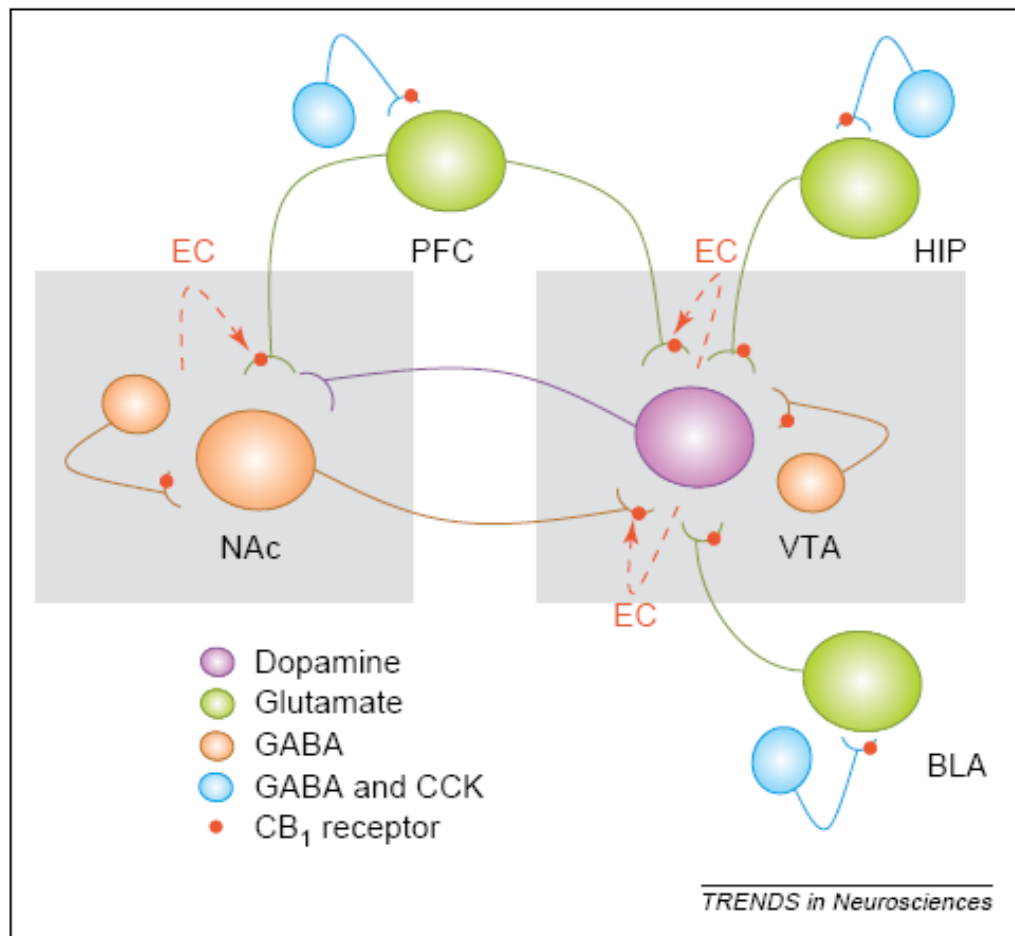 EC
PFC
EC
HIP
NAc
VTA
EC
Dopamine
Glutamate
GABA
GABA and CCK
CB1 receptor
BLA
TRENDS in Neurosciences